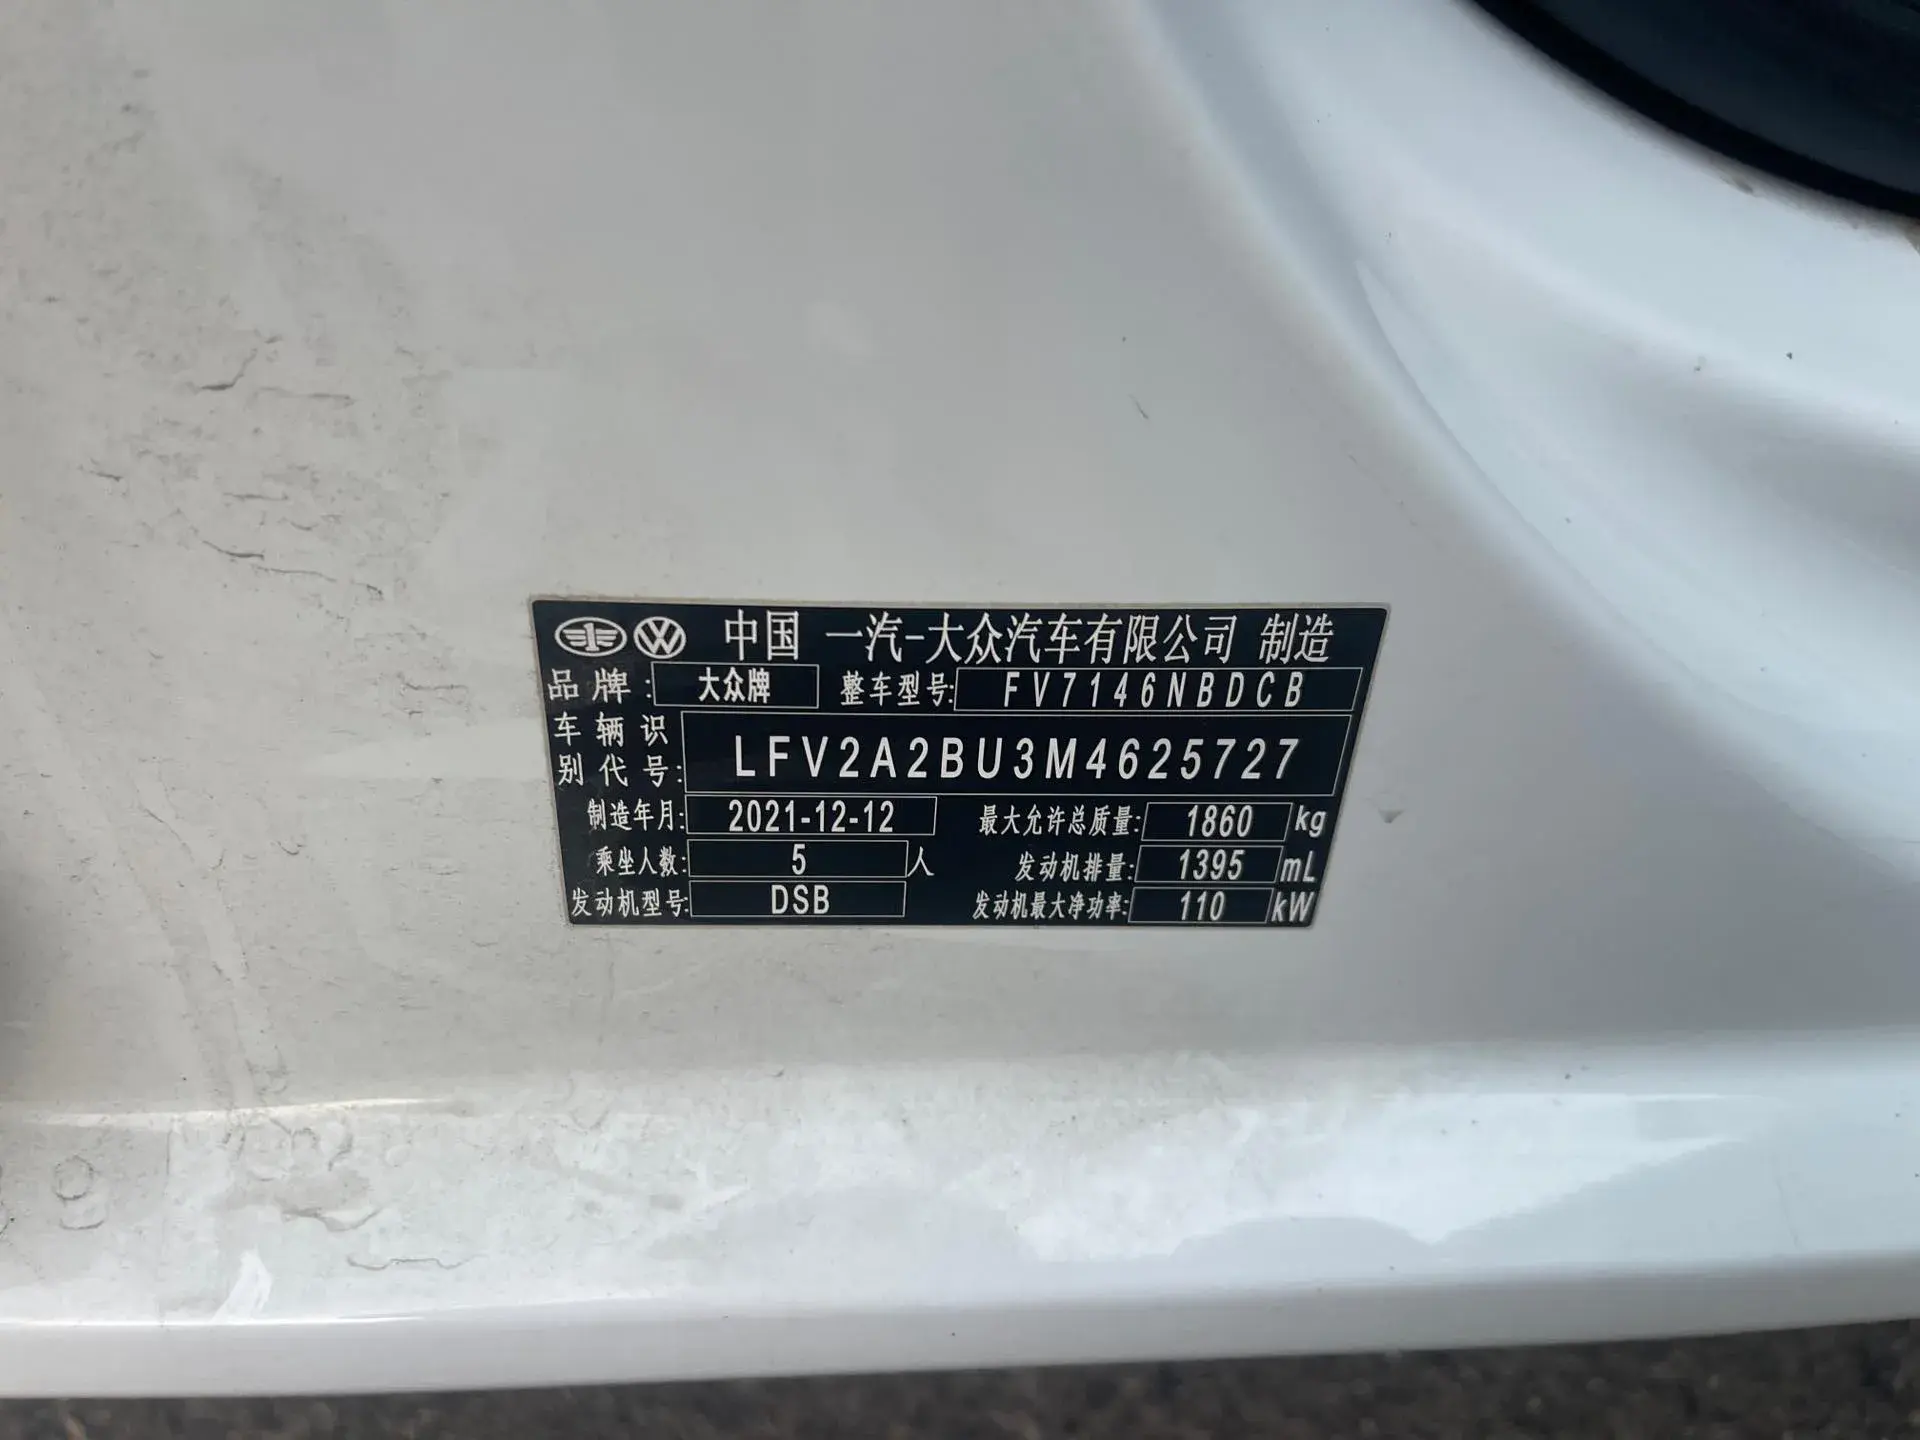 中国 一汽-大众汽车有限公司 制造
品牌: 大众牌 整车型号: FV7146NBDCB
车辆识别代号: LFV2A2BU3M4625727
制造年月: 2021-12-12 最大允许总质量: 1860 kg
乘坐人数: 5 人 发动机排量: 1395 mL
发动机型号: DSB 发动机最大净功率: 110 kW